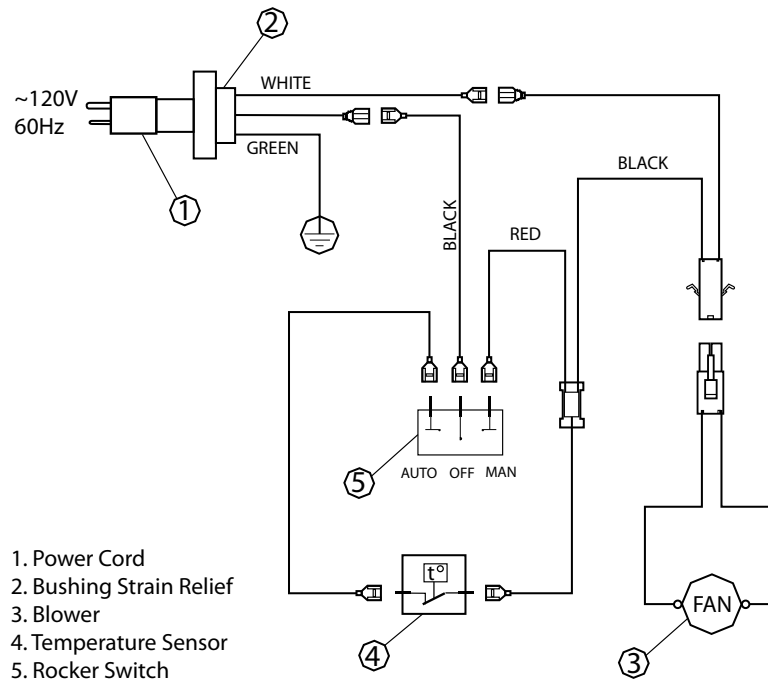 2
WHITE
~120V
60Hz
GREEN
BLACK
1
BLACK
RED
5
AUTO OFF MAN
t°
1. Power Cord
2. Bushing Strain Relief
3. Blower
4. Temperature Sensor
5. Rocker Switch
4
FAN
3